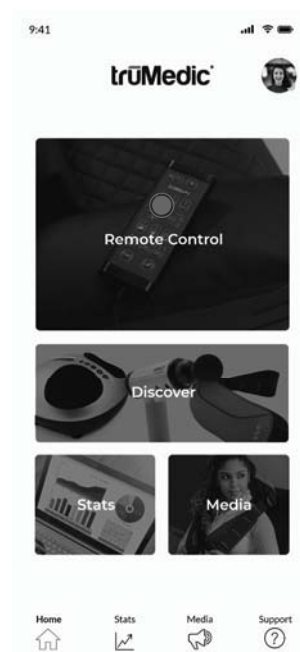 9:41
trūMedic
Remote Control
Discover
Stats
Media
Home
Stats
Media
Support